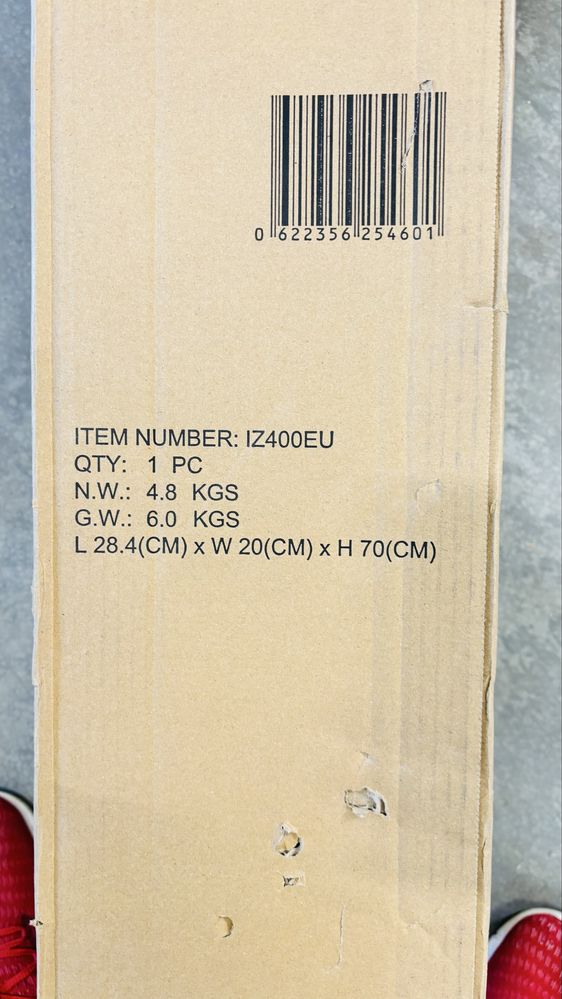 0 622356 254601
ITEM NUMBER: IZ400EU
QTY: 1 PC
N.W.: 4.8 KGS
G.W.: 6.0 KGS
L 28.4(CM) x W 20(CM) x H 70(CM)